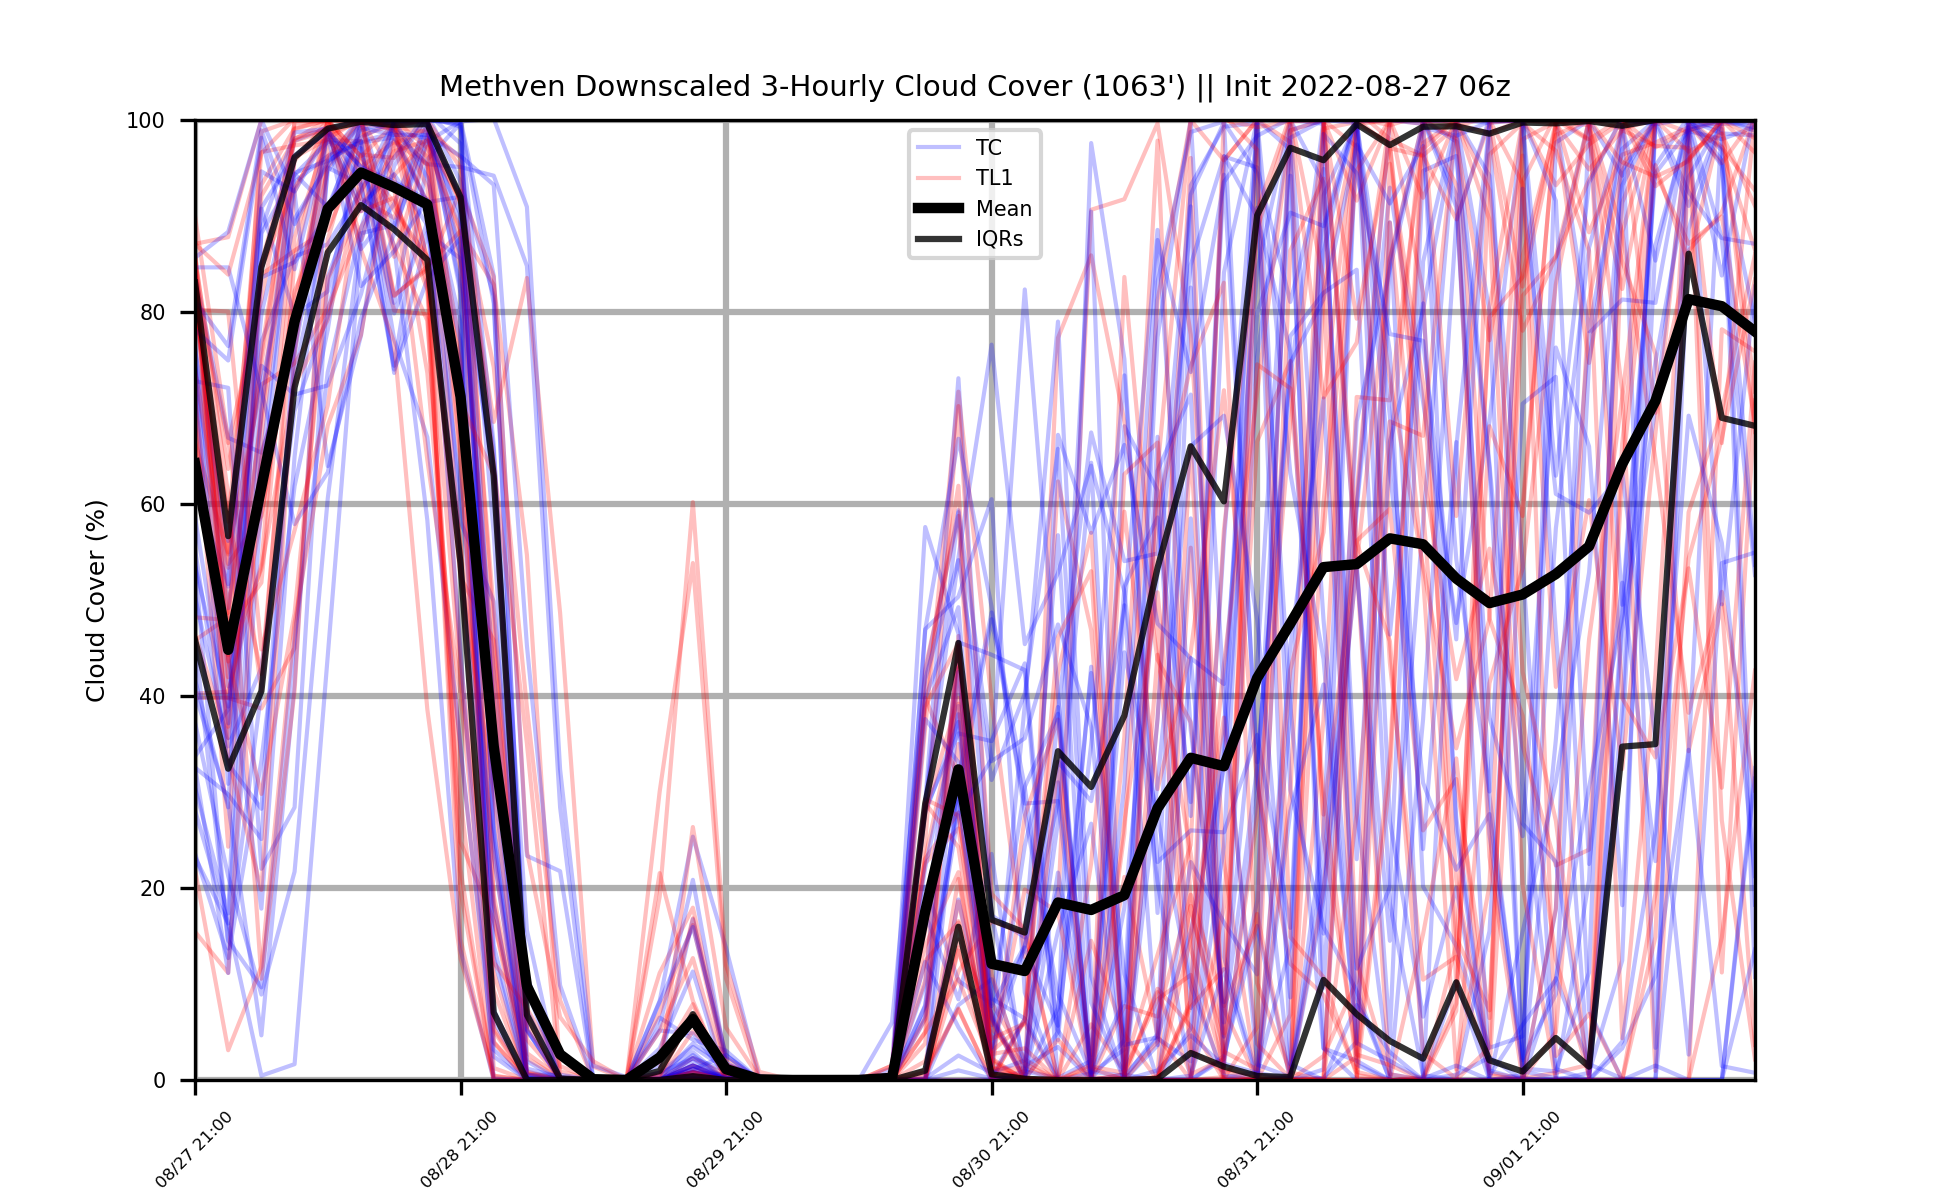 Methven Downscaled 3-Hourly Cloud Cover (1063') || Init 2022-08-27 06z
TC
TL1
Mean
IQRs
Cloud Cover (%)
100
80
60
40
20
0
08/27 21:00
08/28 21:00
08/29 21:00
08/30 21:00
08/31 21:00
09/01 21:00